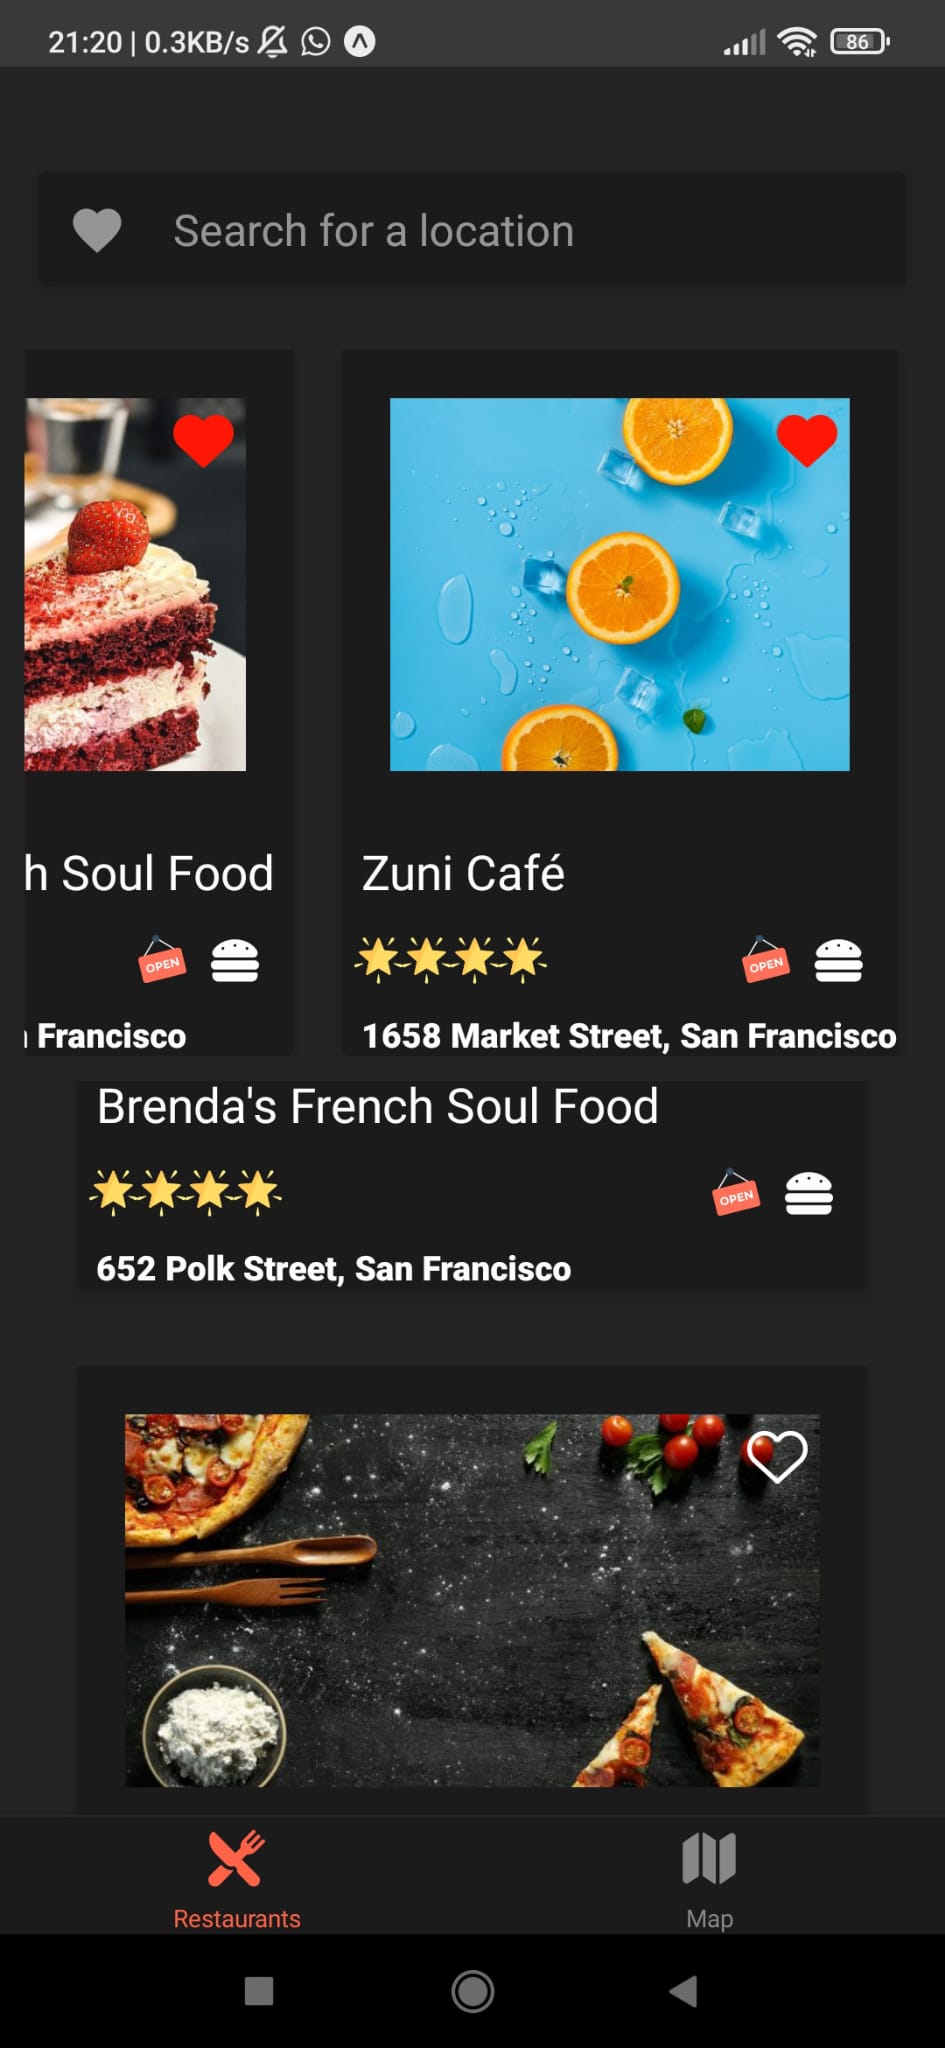 21:20 | 0.3KB/s
86
Search for a location
h Soul Food
OPEN
Francisco
Zuni Café
OPEN
1658 Market Street, San Francisco
Brenda's French Soul Food
OPEN
652 Polk Street, San Francisco
Restaurants
Map